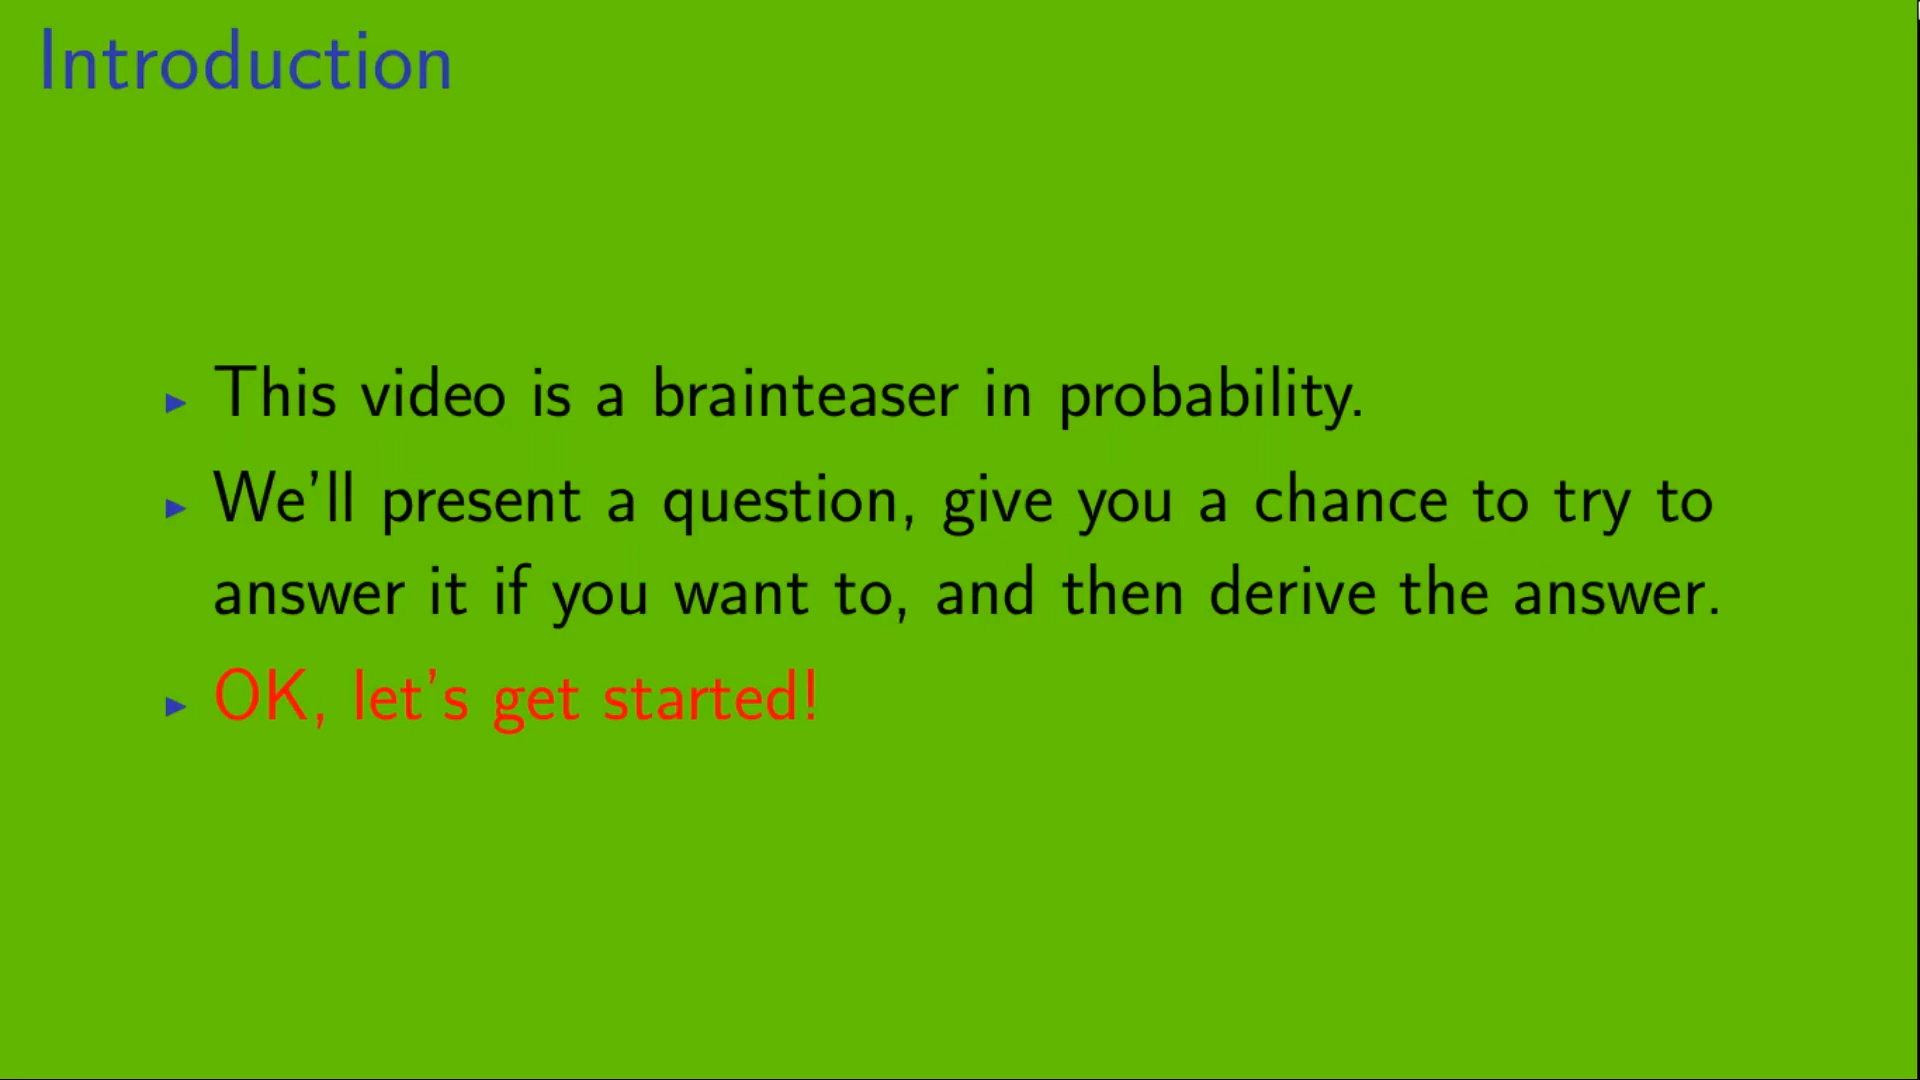 Introduction
▶ This video is a brainteaser in probability.
▶ We'll present a question, give you a chance to try to
answer it if you want to, and then derive the answer.
▶ OK, let's get started!